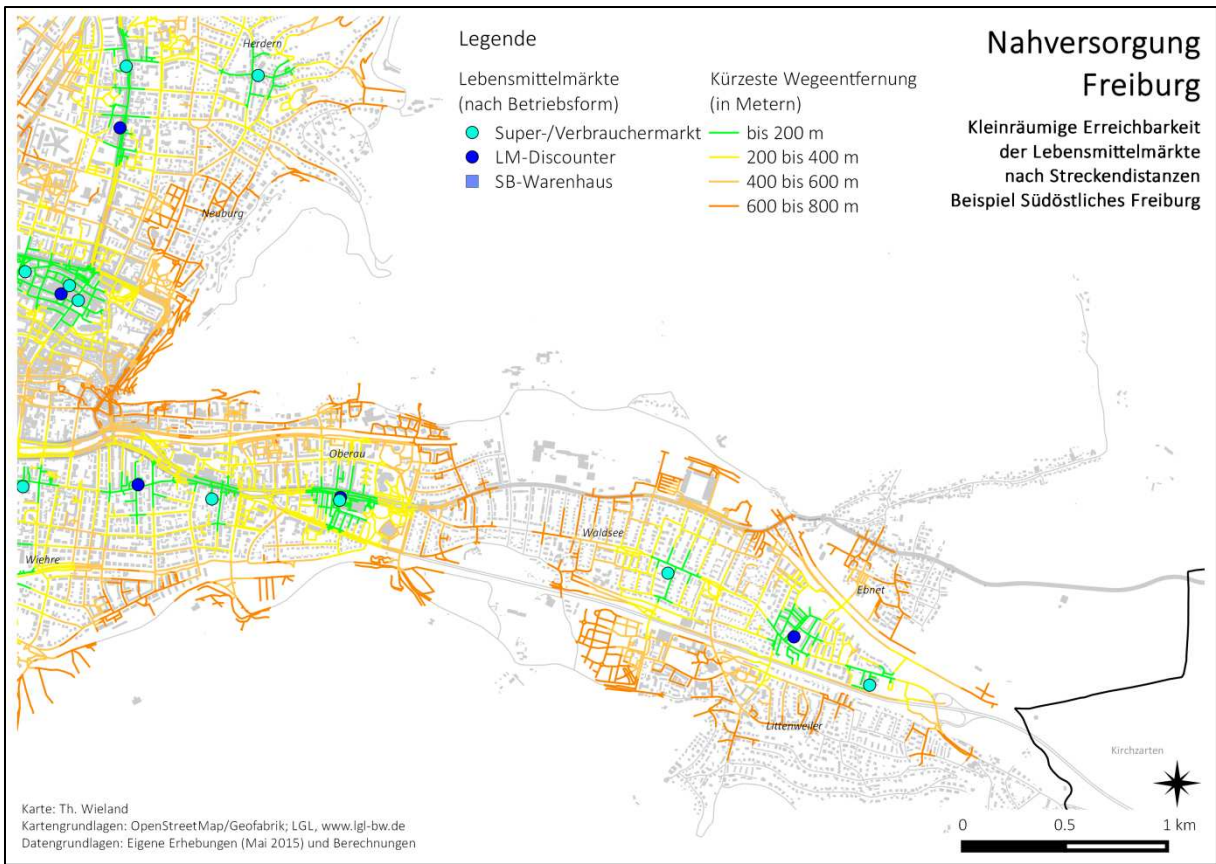 Nahversorgung
Freiburg
Kleinräumige Erreichbarkeit
der Lebensmittelmärkte
nach Streckendistanzen
Beispiel Südöstliches Freiburg
Legende
Lebensmittelmärkte
(nach Betriebsform)
Super-/Verbrauchermarkt
LM-Discounter
SB-Warenhaus
Kürzeste Wegeentfernung
(in Metern)
bis 200 m
200 bis 400 m
400 bis 600 m
600 bis 800 m
Herdern
Neuburg
Oberau
Waldsee
Wiehre
Ebnet
Littenweiler
Kirchzarten
Karte: Th. Wieland
Kartengrundlagen: OpenStreetMap/Geofabrik; LGL, www.lgl-bw.de
Datengrundlagen: Eigene Erhebungen (Mai 2015) und Berechnungen
0 0.5 1 km